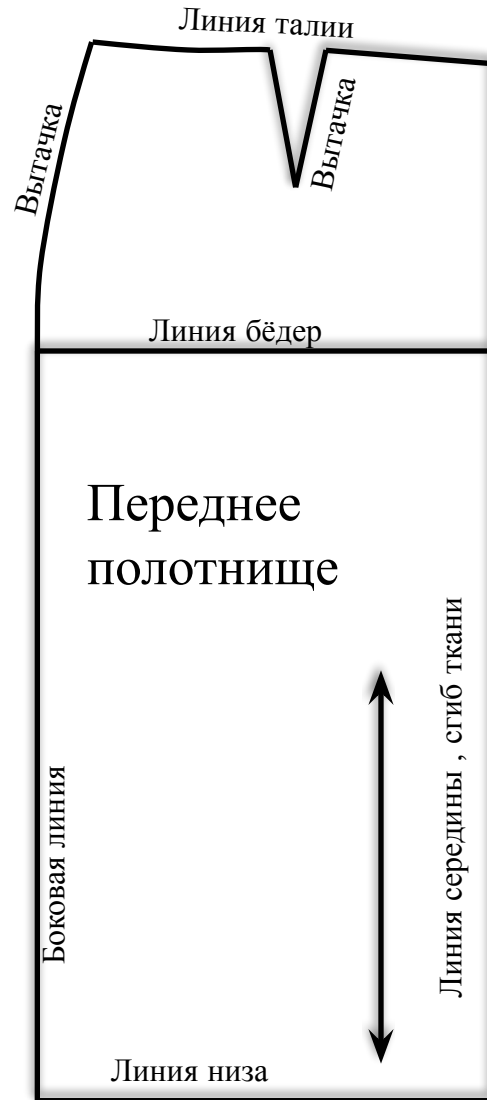 Линия талии
Вытачка
Вытачка
Линия бёдер
Переднее
полотнище
Линия середины , сгиб ткани
Боковая линия
Линия низа